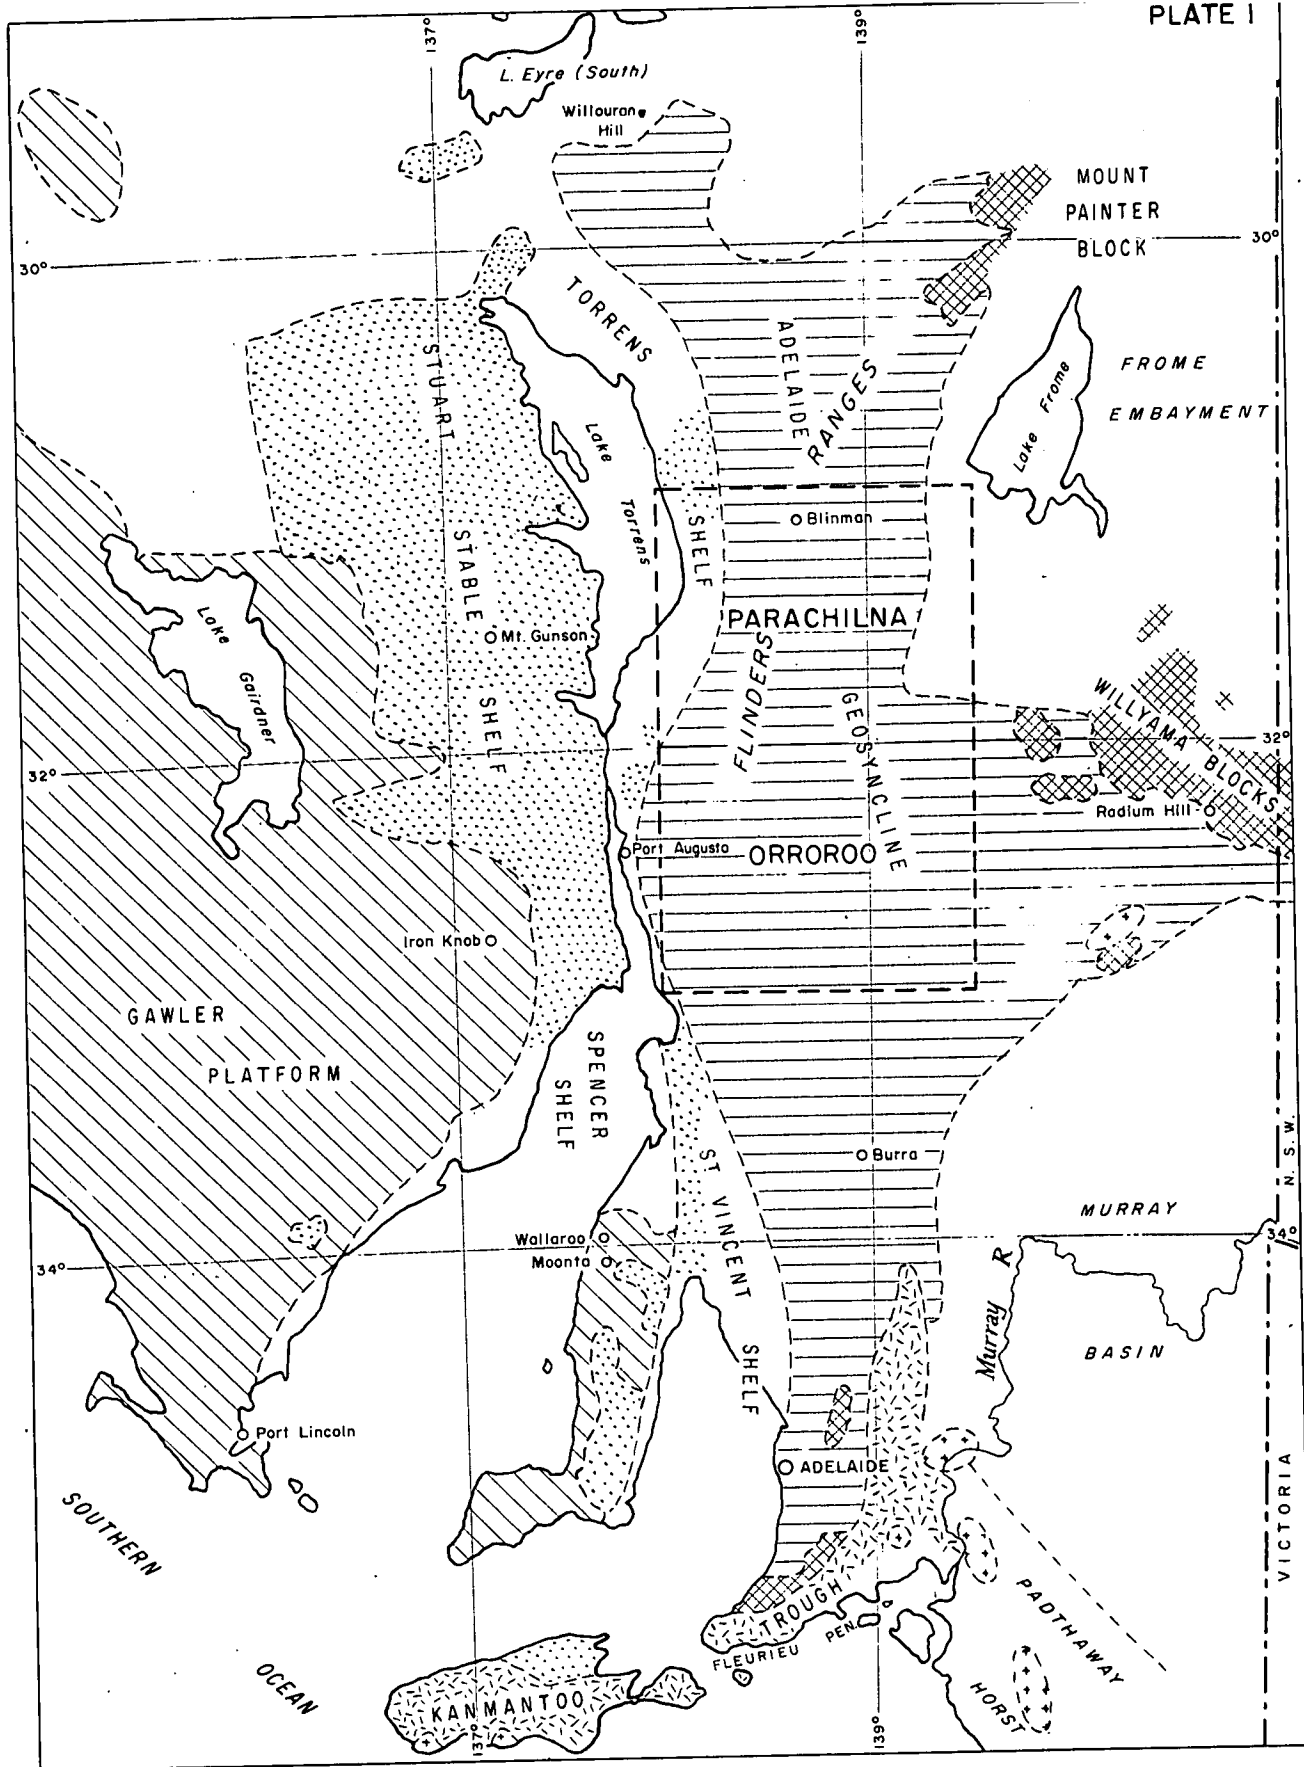 PLATE I
137°
139°
L. Eyre (South)
Willouran
Hill
MOUNT
PAINTER
BLOCK
30°
30°
TORRENS
SHELF
STUART
STABLE
SHELF
ADELAIDE
GEOSYNCLINE
FLINDERS
RANGES
FROME
EMBAYMENT
Lake Frome
Lake Torrens
Blinman
PARACHILNA
Lake Gairdner
Mt. Gunson
WILLYAMA BLOCKS
32°
32°
Radium Hill
Port Augusta
ORROROO
Iron Knob
GAWLER
PLATFORM
SPENCER
SHELF
ST VINCENT
SHELF
Burra
MURRAY
BASIN
N.S.W.
VICTORIA
Wallaroo
Moonta
34°
34°
Murray R
Port Lincoln
ADELAIDE
SOUTHERN
OCEAN
PADTHAWAY
HORST
KANMANTOO
TROUGH
FLEURIEU PEN.
137°
139°